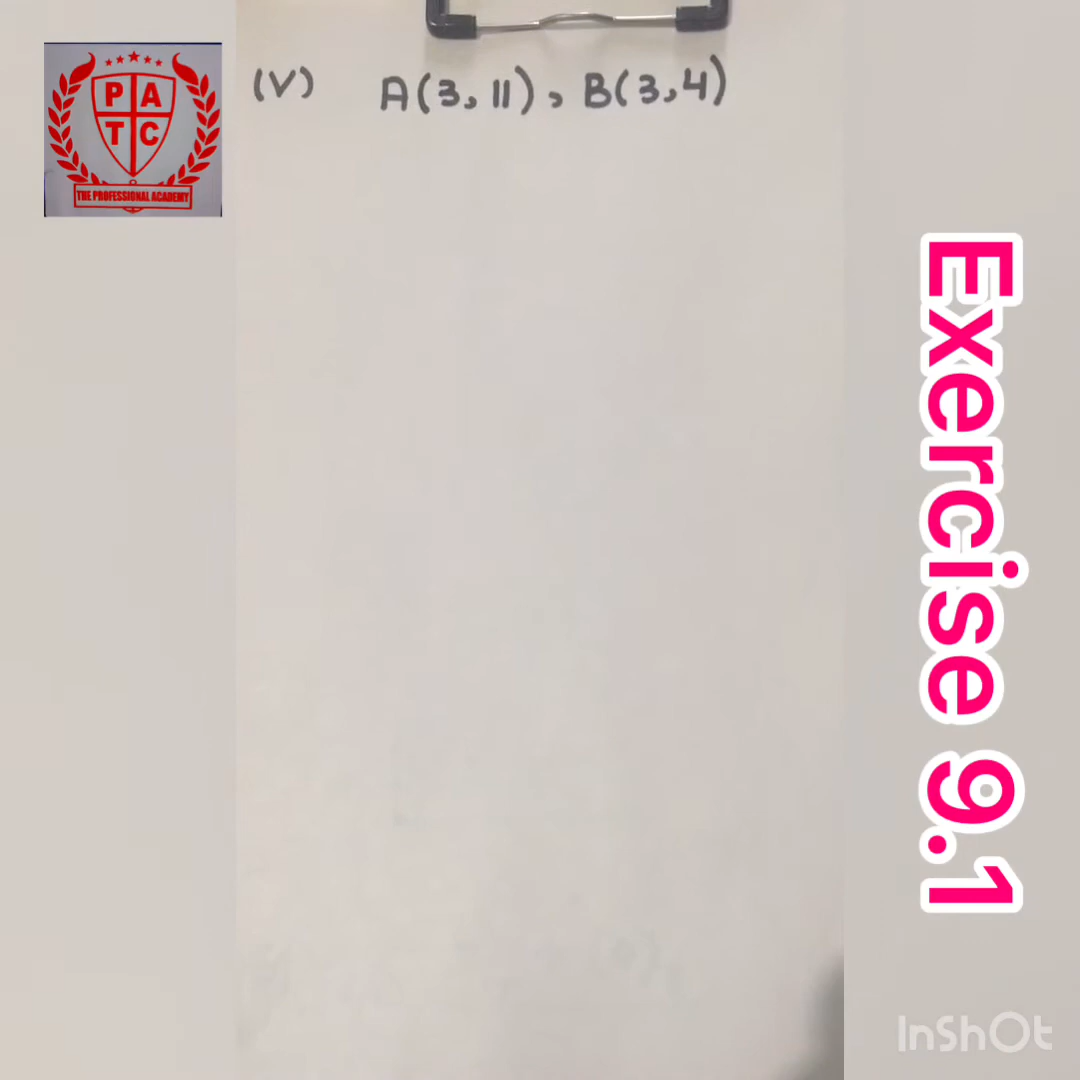 (V) A(3, 11), B(3, 4)
P A
T C
THE PROFESSIONAL ACADEMY
Exercise 9.1
InShOt